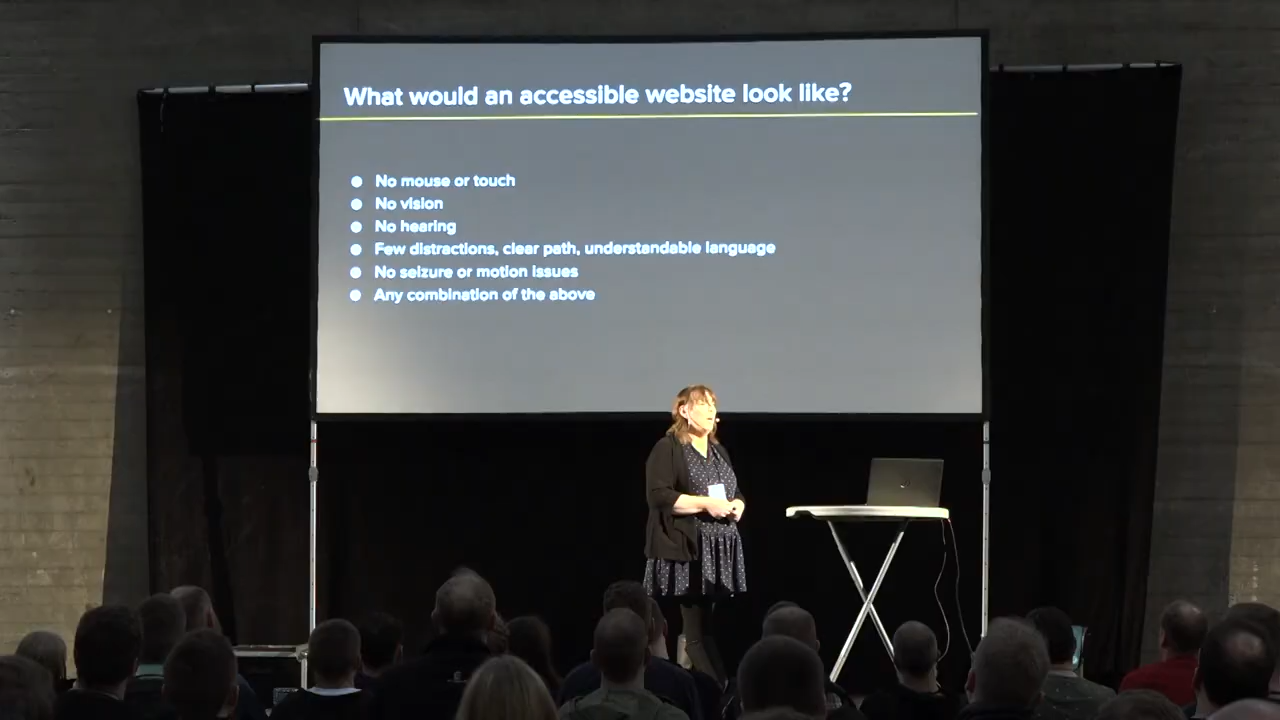 What would an accessible website look like?
● No mouse or touch
● No vision
● No hearing
● Few distractions, clear path, understandable language
● No seizure or motion issues
● Any combination of the above